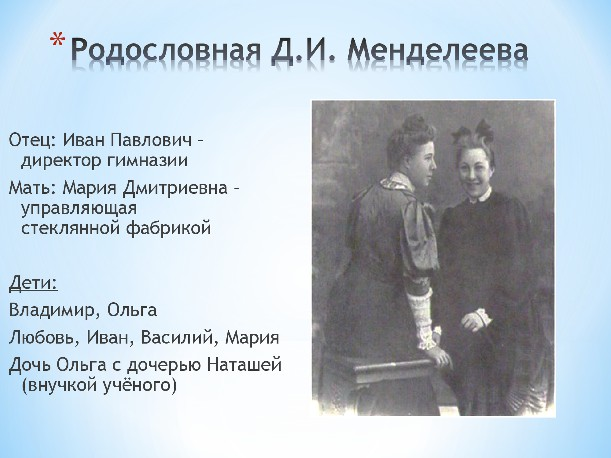 * Родословная Д.И. Менделеева
Отец: Иван Павлович –
директор гимназии
Мать: Мария Дмитриевна –
управляющая
стеклянной фабрикой
Дети:
Владимир, Ольга
Любовь, Иван, Василий, Мария
Дочь Ольга с дочерью Наташей
(внучкой учёного)